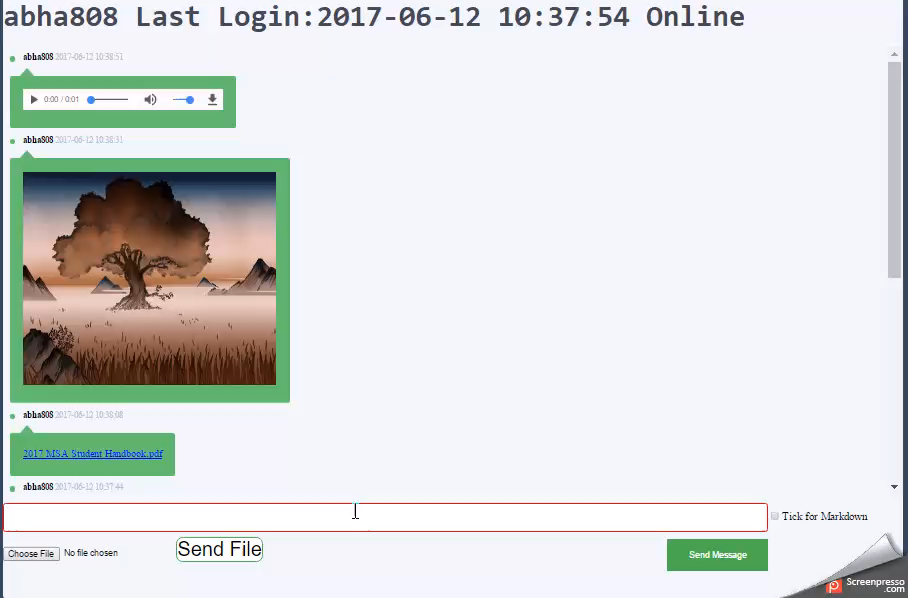 abha808 Last Login:2017-06-12 10:37:54 Online
abha808 2017-06-12 10:38:51
0:00 / 0:01
abha808 2017-06-12 10:38:31
abha808 2017-06-12 10:38:08
2017 MSA Student Handbook.pdf
abha808 2017-06-12 10:37:44
Tick for Markdown
Choose File No file chosen
Send File
Send Message
Screenpresso
.com